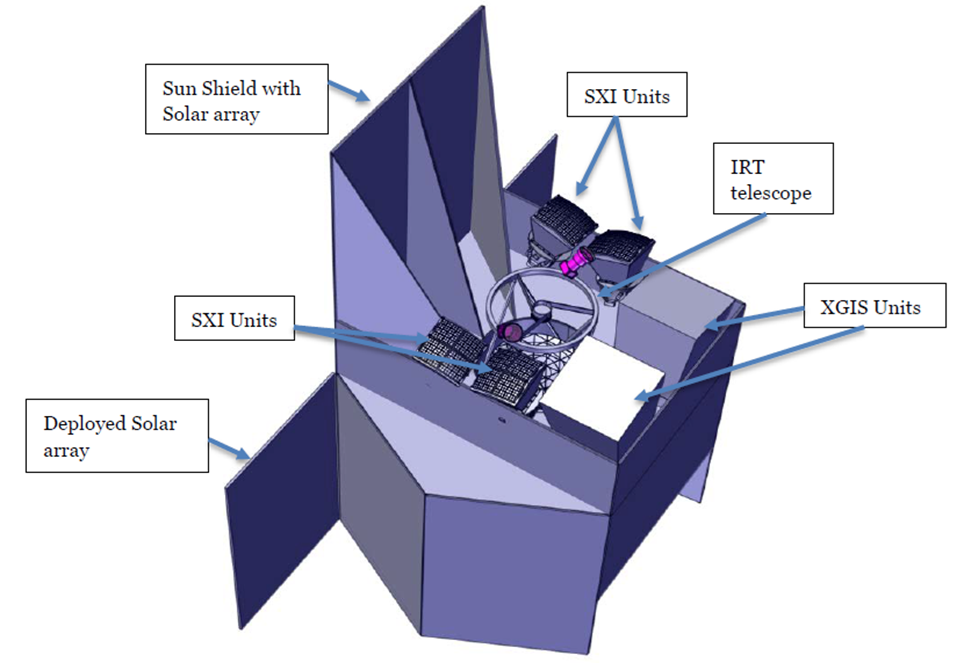 Sun Shield with
Solar array
SXI Units
IRT
telescope
SXI Units
XGIS Units
Deployed Solar
array